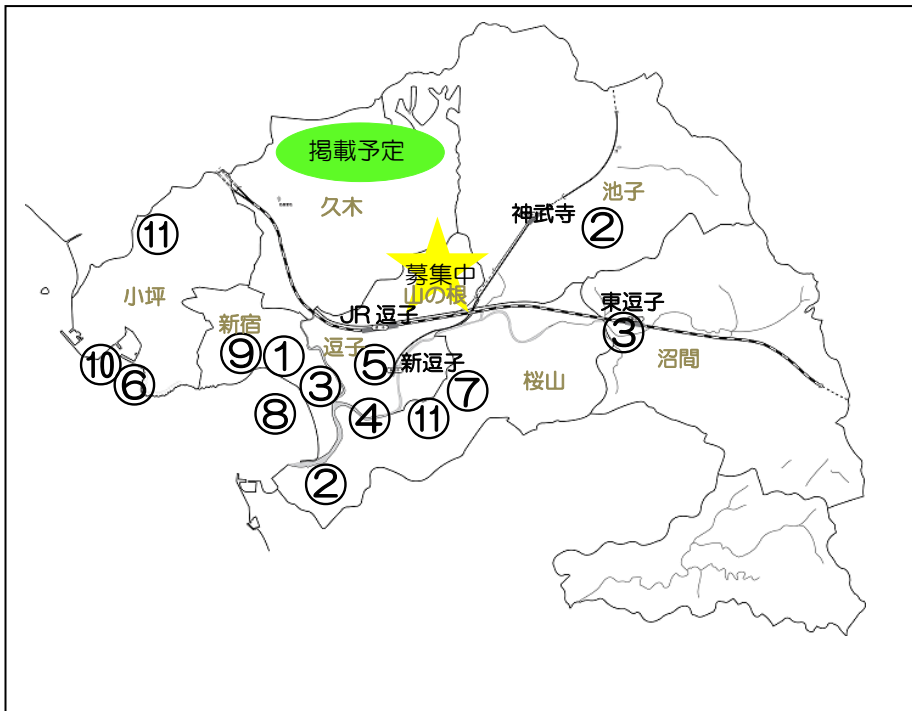 掲載予定
久木
池子
神武寺
②
⑪
募集中
山の根
小坪
JR 逗子
東逗子
③
新宿
逗子
沼間
⑨
①
⑤
新逗子
桜山
⑩
⑥
③
⑦
⑧
④
⑪
②